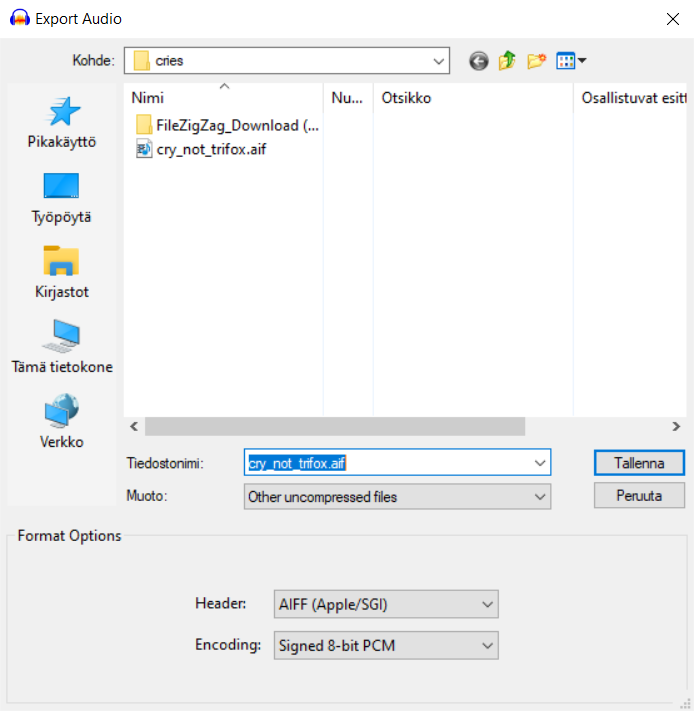 Export Audio
Kohde: cries
Nimi Nu... Otsikko Osallistuvat esitt
FileZigZag_Download (...
cry_not_trifox.aif
Pikakäyttö
Työpöytä
Kirjastot
Tämä tietokone
Verkko
Tiedostonimi: cry_not_trifox.aif Tallenna
Muoto: Other uncompressed files Peruuta
Format Options
Header: AIFF (Apple/SGI)
Encoding: Signed 8-bit PCM